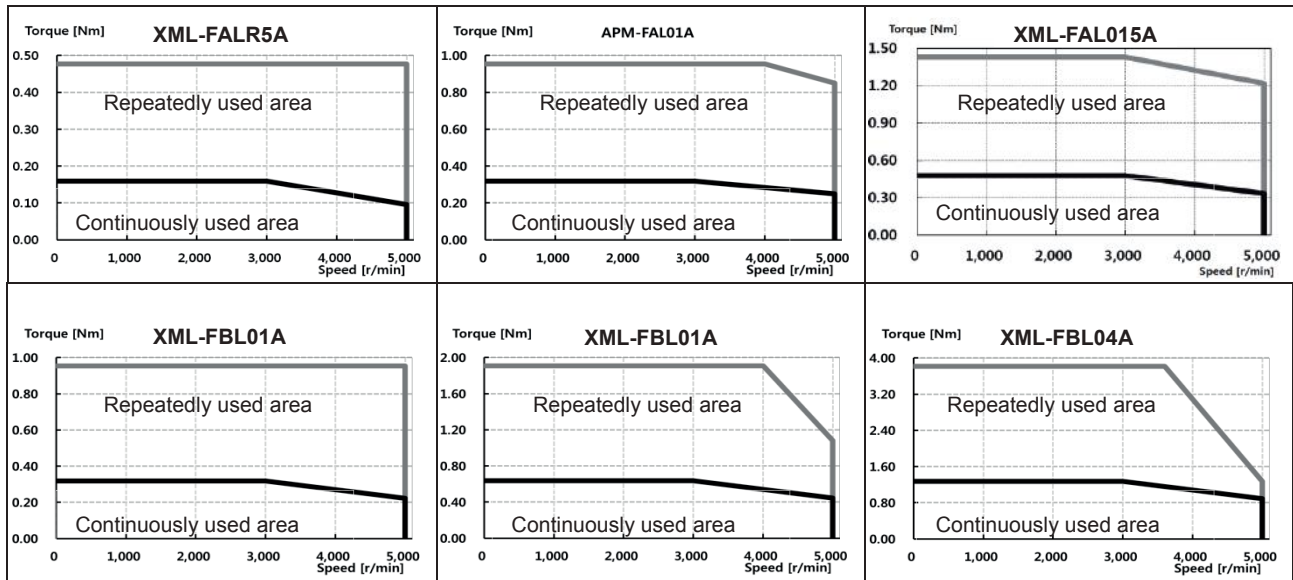 Torque [Nm]
XML-FALR5A
0.50
0.40
Repeatedly used area
0.30
0.20
0.10
Continuously used area
0.00
0 1,000 2,000 3,000 4,000 5,000
Speed [r/min]
Torque [Nm]
APM-FAL01A
1.00
0.80
Repeatedly used area
0.60
0.40
0.20
Continuously used area
0.00
0 1,000 2,000 3,000 4,000 5,000
Speed [r/min]
Torque [Nm]
XML-FAL015A
1.50
1.20
Repeatedly used area
0.90
0.60
0.30
Continuously used area
0.00
0 1,000 2,000 3,000 4,000 5,000
Speed [r/min]
Torque [Nm]
XML-FBL01A
1.00
0.80
Repeatedly used area
0.60
0.40
0.20
Continuously used area
0.00
0 1,000 2,000 3,000 4,000 5,000
Speed [r/min]
Torque [Nm]
XML-FBL01A
2.00
1.60
Repeatedly used area
1.20
0.80
0.40
Continuously used area
0.00
0 1,000 2,000 3,000 4,000 5,000
Speed [r/min]
Torque [Nm]
XML-FBL04A
4.00
3.20
Repeatedly used area
2.40
1.60
0.80
Continuously used area
0.00
0 1,000 2,000 3,000 4,000 5,000
Speed [r/min]